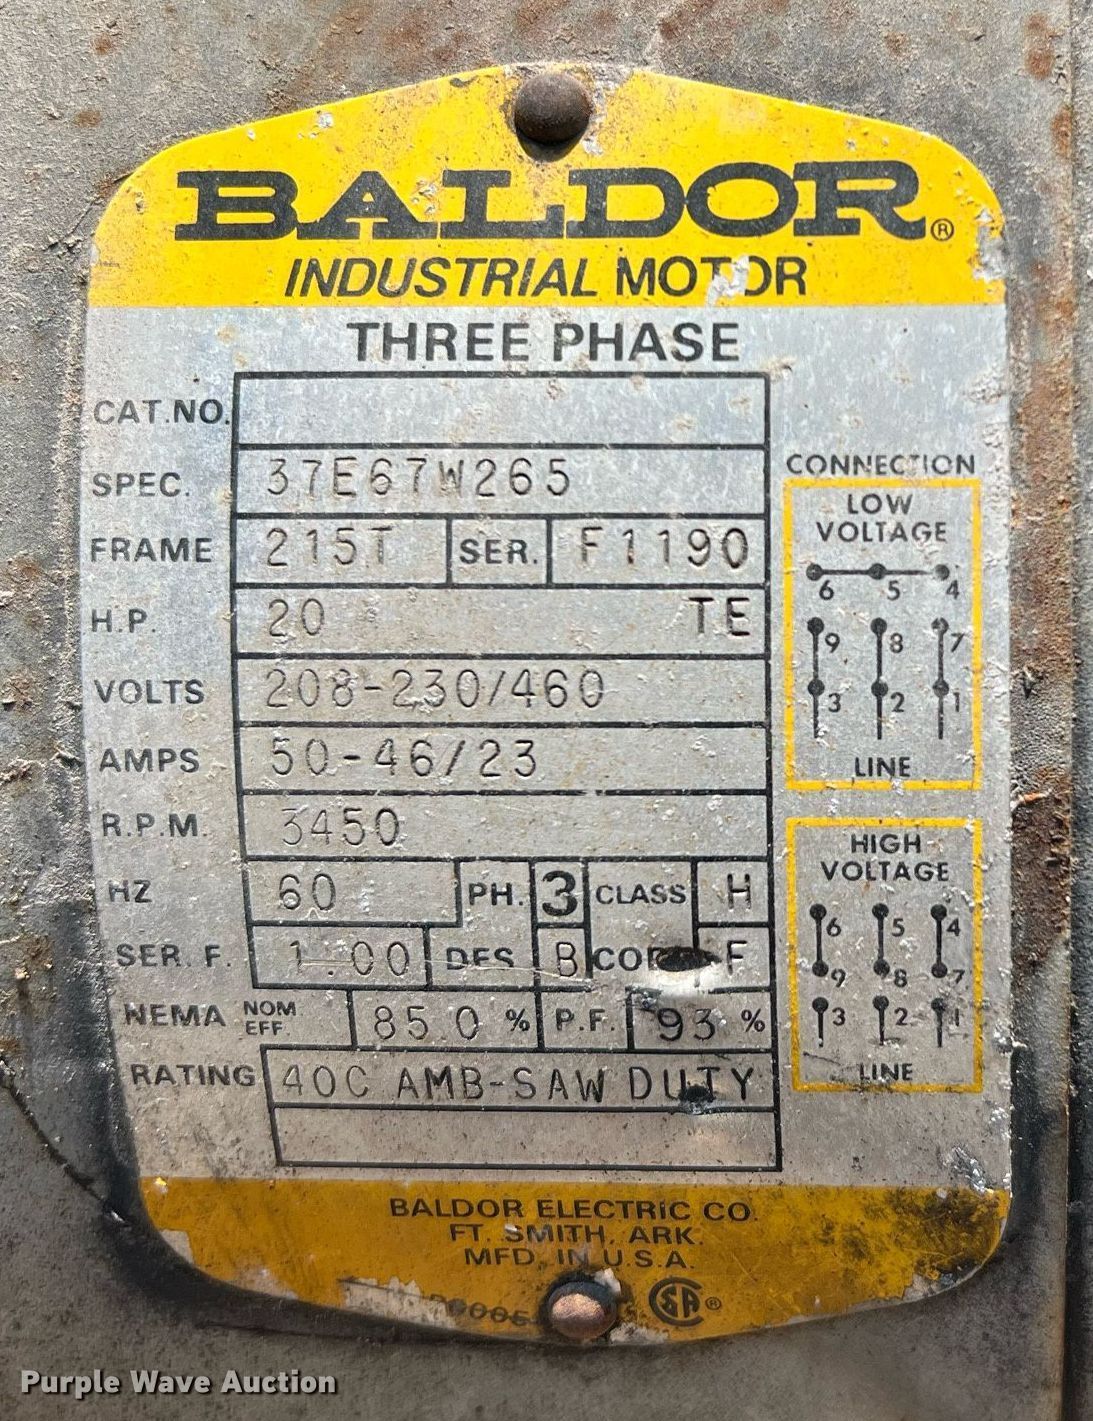 BALDOR ®
INDUSTRIAL MOTOR
THREE PHASE
CAT.NO.
SPEC. 37E67W265
FRAME 215T SER. F1190
H.P. 20 TE
VOLTS 208-230/460
AMPS 50-46/23
R.P.M. 3450
HZ 60 PH. 3 CLASS H
SER. F. 1.00 DES B F
NEMA NOM EFF. 85.0 % P.F. 93 %
RATING 40C AMB-SAW DUTY
CONNECTION
LOW
VOLTAGE
6 5 4
9 8 7
3 2 1
LINE
HIGH
VOLTAGE
6 5 4
9 8 7
3 2 1
LINE
BALDOR ELECTRIC CO.
FT. SMITH, ARK.
MFD. IN U.S.A.
SA ®
Purple Wave Auction